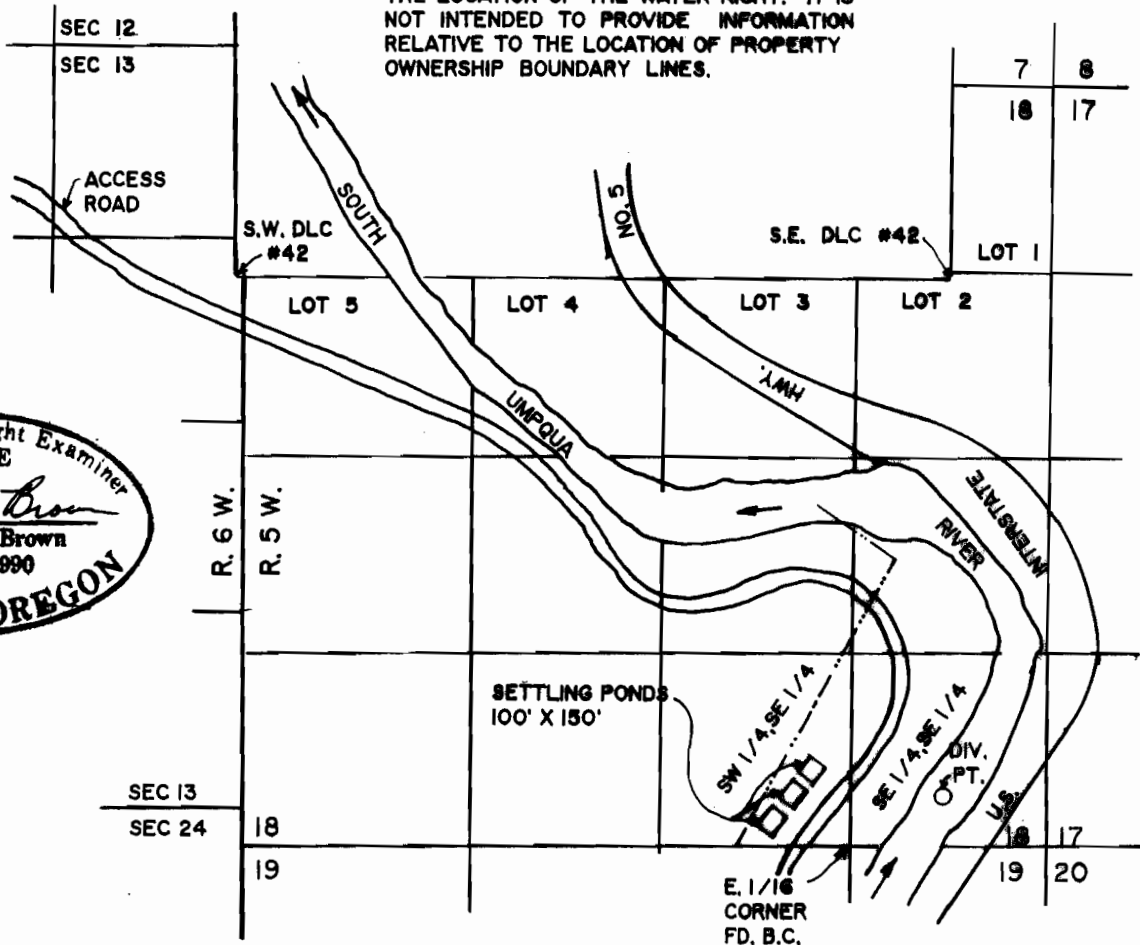 NOT INTENDED TO PROVIDE INFORMATION
RELATIVE TO THE LOCATION OF PROPERTY
OWNERSHIP BOUNDARY LINES.
SEC 12
SEC 13
7 8
18 17
ACCESS
ROAD
SOUTH
NO. 5
S.W. DLC
#42
S.E. DLC #42
LOT 1
LOT 5
LOT 4
LOT 3
LOT 2
HWY.
UMPQUA
Examiner
Brown
Brown
OREGON
R. 6 W.
R. 5 W.
INTERSTATE
RIVER
SETTLING PONDS
100' X 150'
SW 1/4, SE 1/4
SE 1/4, SE 1/4
DIV.
PT.
U.S.
SEC 13
SEC 24
18
19
18 17
19 20
E. 1/16
CORNER
FD. B.C.